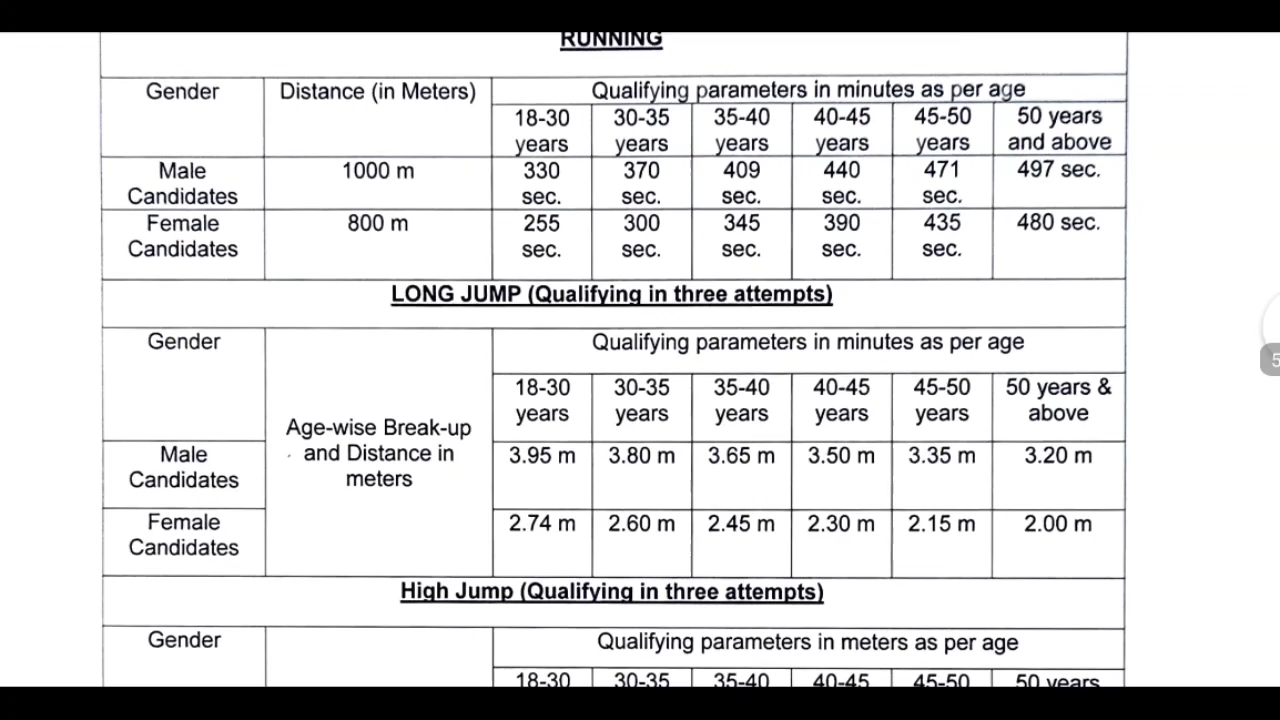 RUNNING
Gender Distance (in Meters) Qualifying parameters in minutes as per age
18-30 years 30-35 years 35-40 years 40-45 years 45-50 years 50 years and above
Male Candidates 1000 m 330 sec. 370 sec. 409 sec. 440 sec. 471 sec. 497 sec.
Female Candidates 800 m 255 sec. 300 sec. 345 sec. 390 sec. 435 sec. 480 sec.
LONG JUMP (Qualifying in three attempts)
Gender Age-wise Break-up and Distance in meters Qualifying parameters in minutes as per age
18-30 years 30-35 years 35-40 years 40-45 years 45-50 years 50 years & above
Male Candidates 3.95 m 3.80 m 3.65 m 3.50 m 3.35 m 3.20 m
Female Candidates 2.74 m 2.60 m 2.45 m 2.30 m 2.15 m 2.00 m
High Jump (Qualifying in three attempts)
Gender Qualifying parameters in meters as per age
18-30 30-35 35-40 40-45 45-50 50 years
5